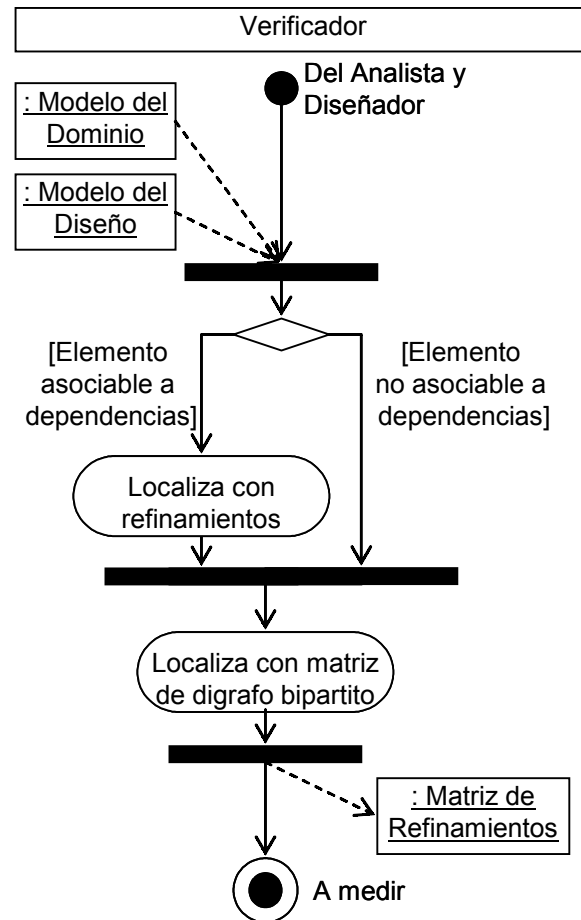 Verificador
Del Analista y
Diseñador
: Modelo del
Dominio
: Modelo del
Diseño
[Elemento
asociable a
dependencias]
[Elemento
no asociable a
dependencias]
Localiza con
refinamientos
Localiza con matriz
de digrafo bipartito
: Matriz de
Refinamientos
A medir